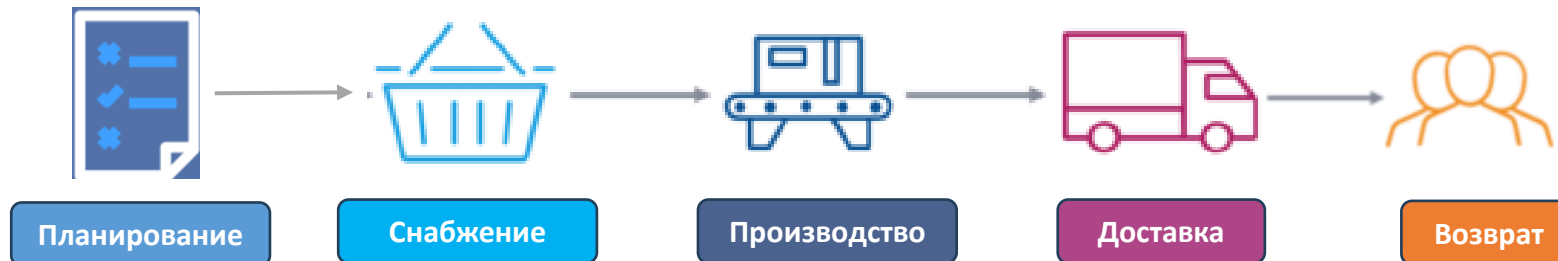 Планирование
Снабжение
Производство
Доставка
Возврат